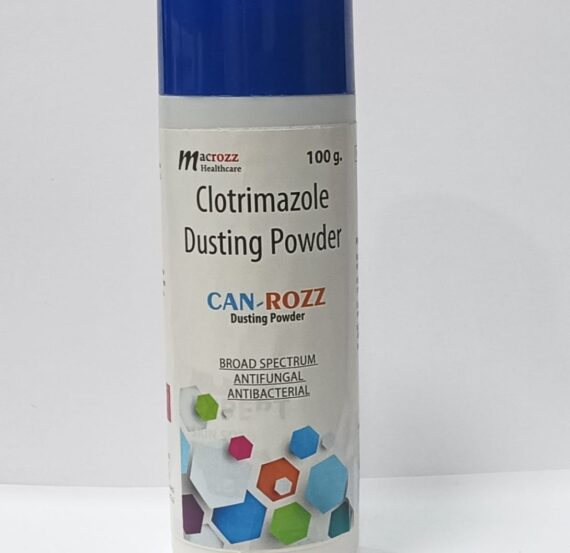 Macrozz
Healthcare
100 g.
Clotrimazole
Dusting Powder
CAN-ROZZ
Dusting Powder
BROAD SPECTRUM
ANTIFUNGAL
ANTIBACTERIAL